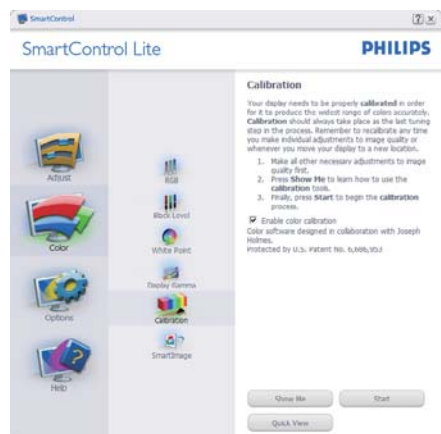 SmartControl
SmartControl Lite
PHILIPS
Adjust
Color
Options
Help
RGB
Black Level
White Point
Display Gamma
Calibration
SmartImage
Calibration
Your display needs to be properly calibrated in order
for it to produce the widest range of colors accurately.
Calibration should always take place as the last tuning
step in the process. Remember to recalibrate any time
you make individual adjustments to image quality or
whenever you move your display to a new location.
1. Make all other necessary adjustments to image
quality first.
2. Press Show Me to learn how to use the
calibration tools.
3. Finally, press Start to begin the calibration
process.
Enable color calibration
Color software designed in collaboration with Joseph
Holmes.
Protected by U.S. Patent No. 6,686,953
Show Me
Start
Quick View